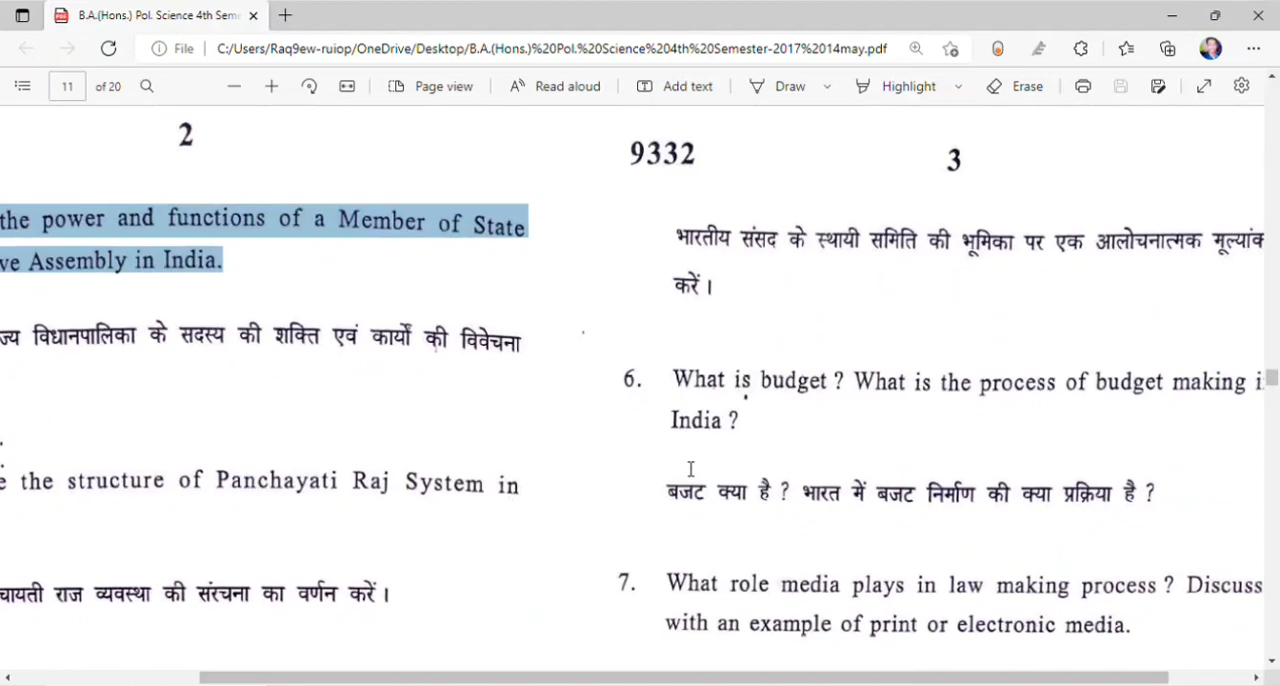 B.A.(Hons.) Pol. Science 4th Sem
File C:/Users/Raq9ew-ruiop/OneDrive/Desktop/B.A.(Hons.)%20Pol.%20Science%204th%20Semester-2017%2014may.pdf
11 of 20 Page view Read aloud Add text Draw Highlight Erase
2
the power and functions of a Member of State
ve Assembly in India.
ज्य विधानपालिका के सदस्य की शक्ति एवं कार्यों की विवेचना
e the structure of Panchayati Raj System in
चायती राज व्यवस्था की संरचना का वर्णन करें।
9332 3
भारतीय संसद के स्थायी समिति की भूमिका पर एक आलोचनात्मक मूल्यांक
करें।
6. What is budget ? What is the process of budget making i
India ?
बजट क्या है ? भारत में बजट निर्माण की क्या प्रक्रिया है ?
7. What role media plays in law making process ? Discuss
with an example of print or electronic media.